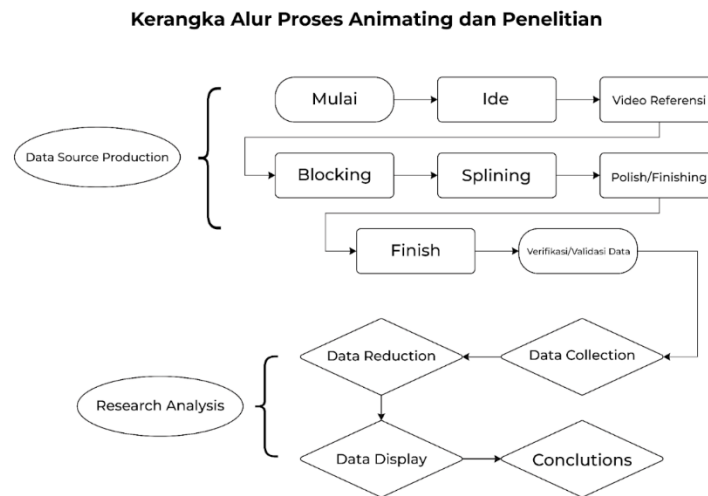 Kerangka Alur Proses Animating dan Penelitian
Mulai
Ide
Video Referensi
Data Source Production
Blocking
Splining
Polish/Finishing
Finish
Verifikasi/Validasi Data
Data Reduction
Data Collection
Research Analysis
Data Display
Conclutions